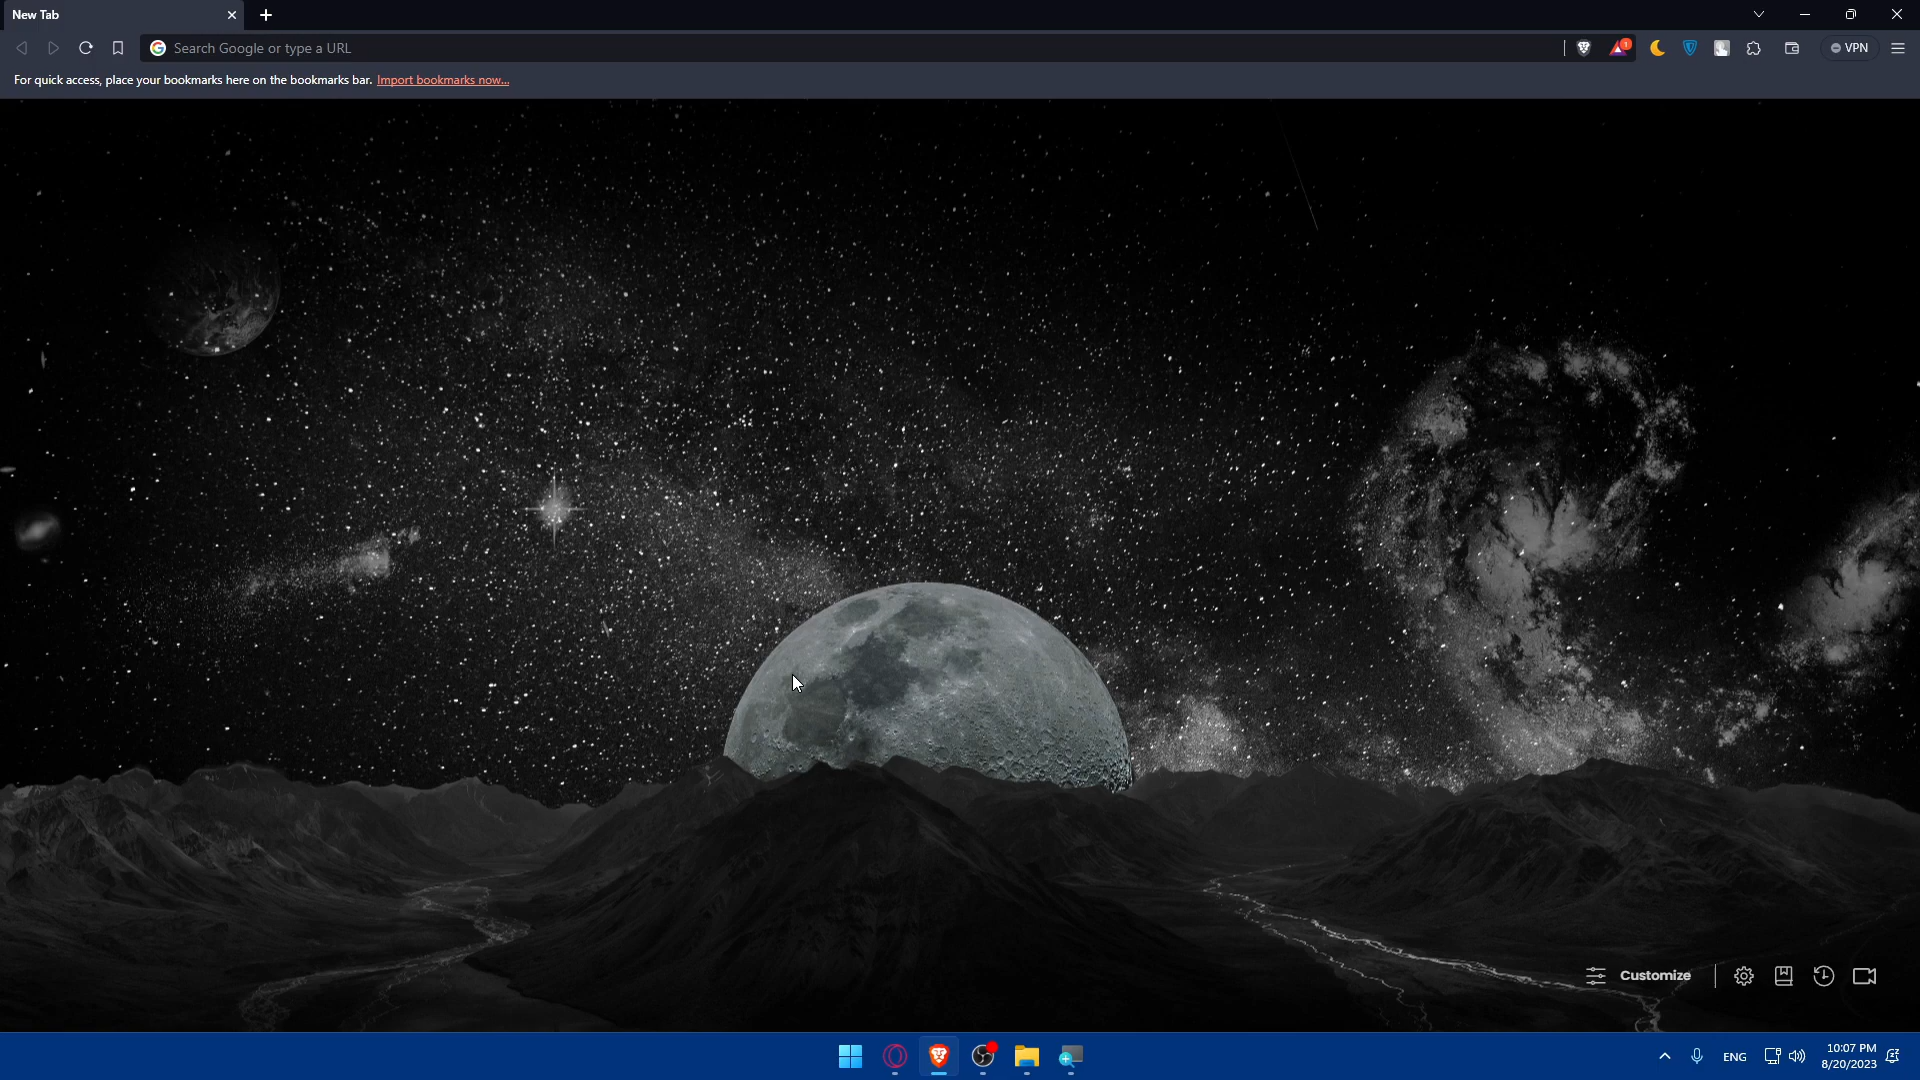 New Tab
Search Google or type a URL
1
VPN
For quick access, place your bookmarks here on the bookmarks bar. Import bookmarks now...
Customize
ENG
10:07 PM
8/20/2023